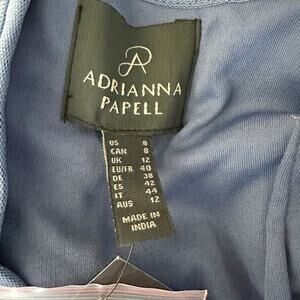 ADRIANNA
PAPELL
US 8
CAN 8
UK 12
EU/FR 40
DE 38
ES 42
IT 44
AUS 12
MADE IN
INDIA